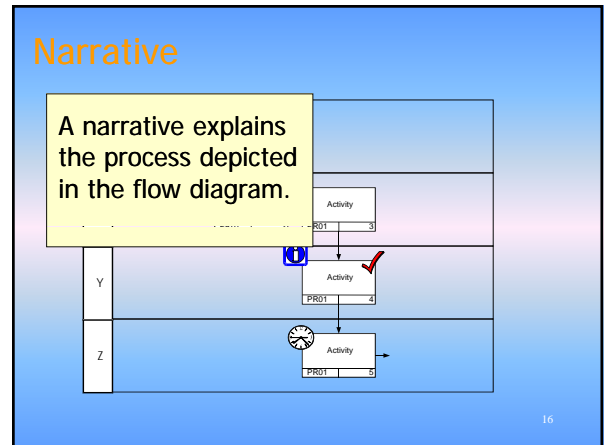 Narrative
A narrative explains
the process depicted
in the flow diagram.
Activity
PR01 3
Y
Activity
PR01 4
Z
Activity
PR01 5
16